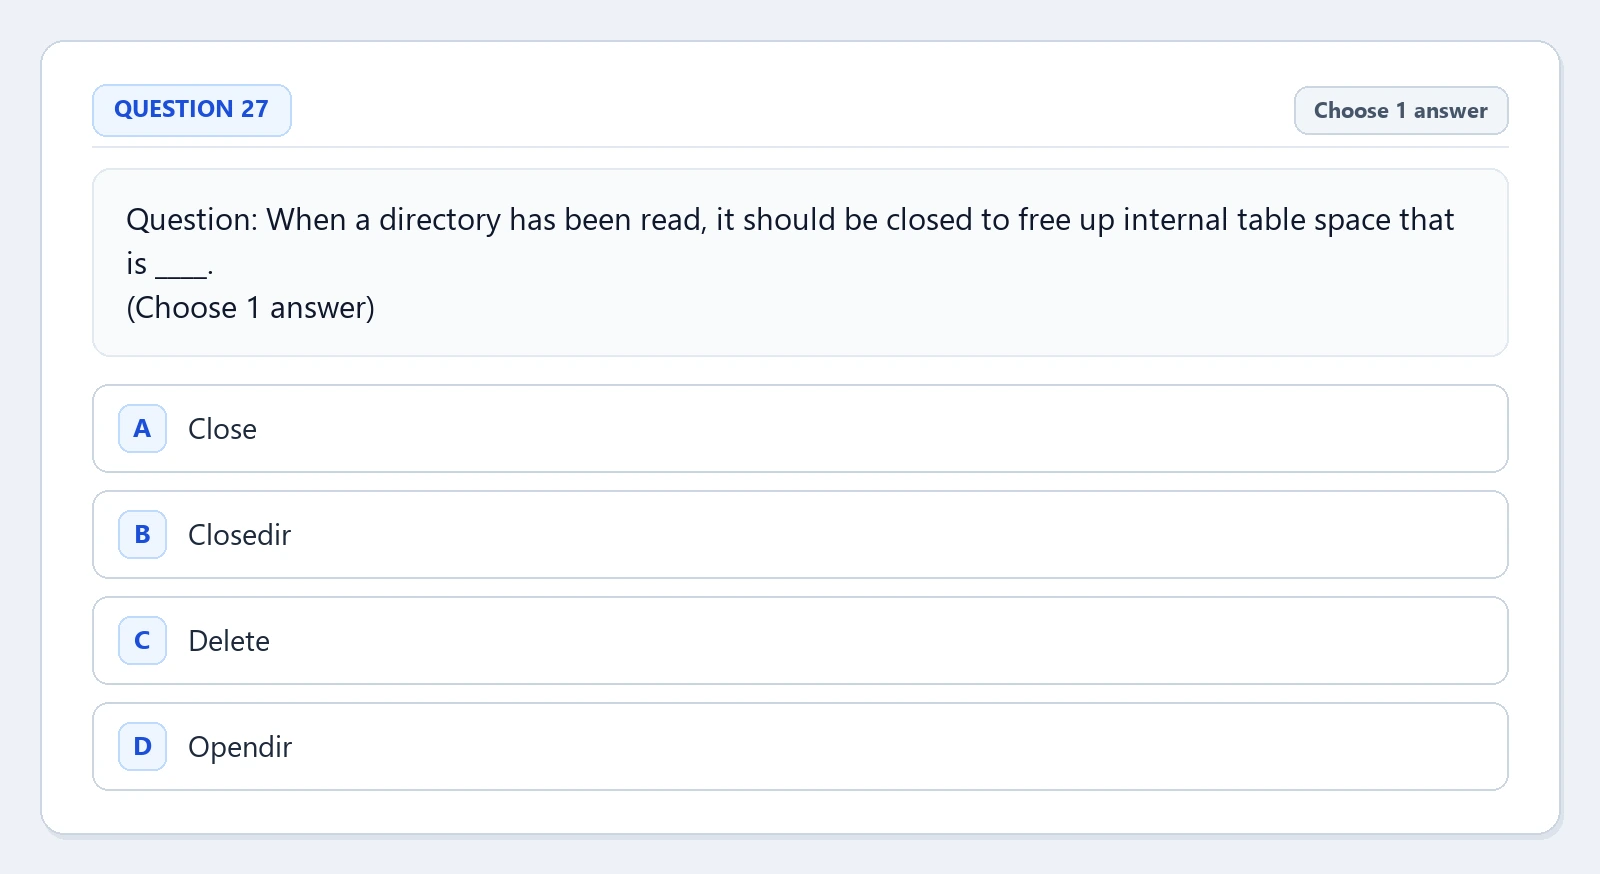 QUESTION 27
Choose 1 answer
Question: When a directory has been read, it should be closed to free up internal table space that
is ____.
(Choose 1 answer)
A Close
B Closedir
C Delete
D Opendir